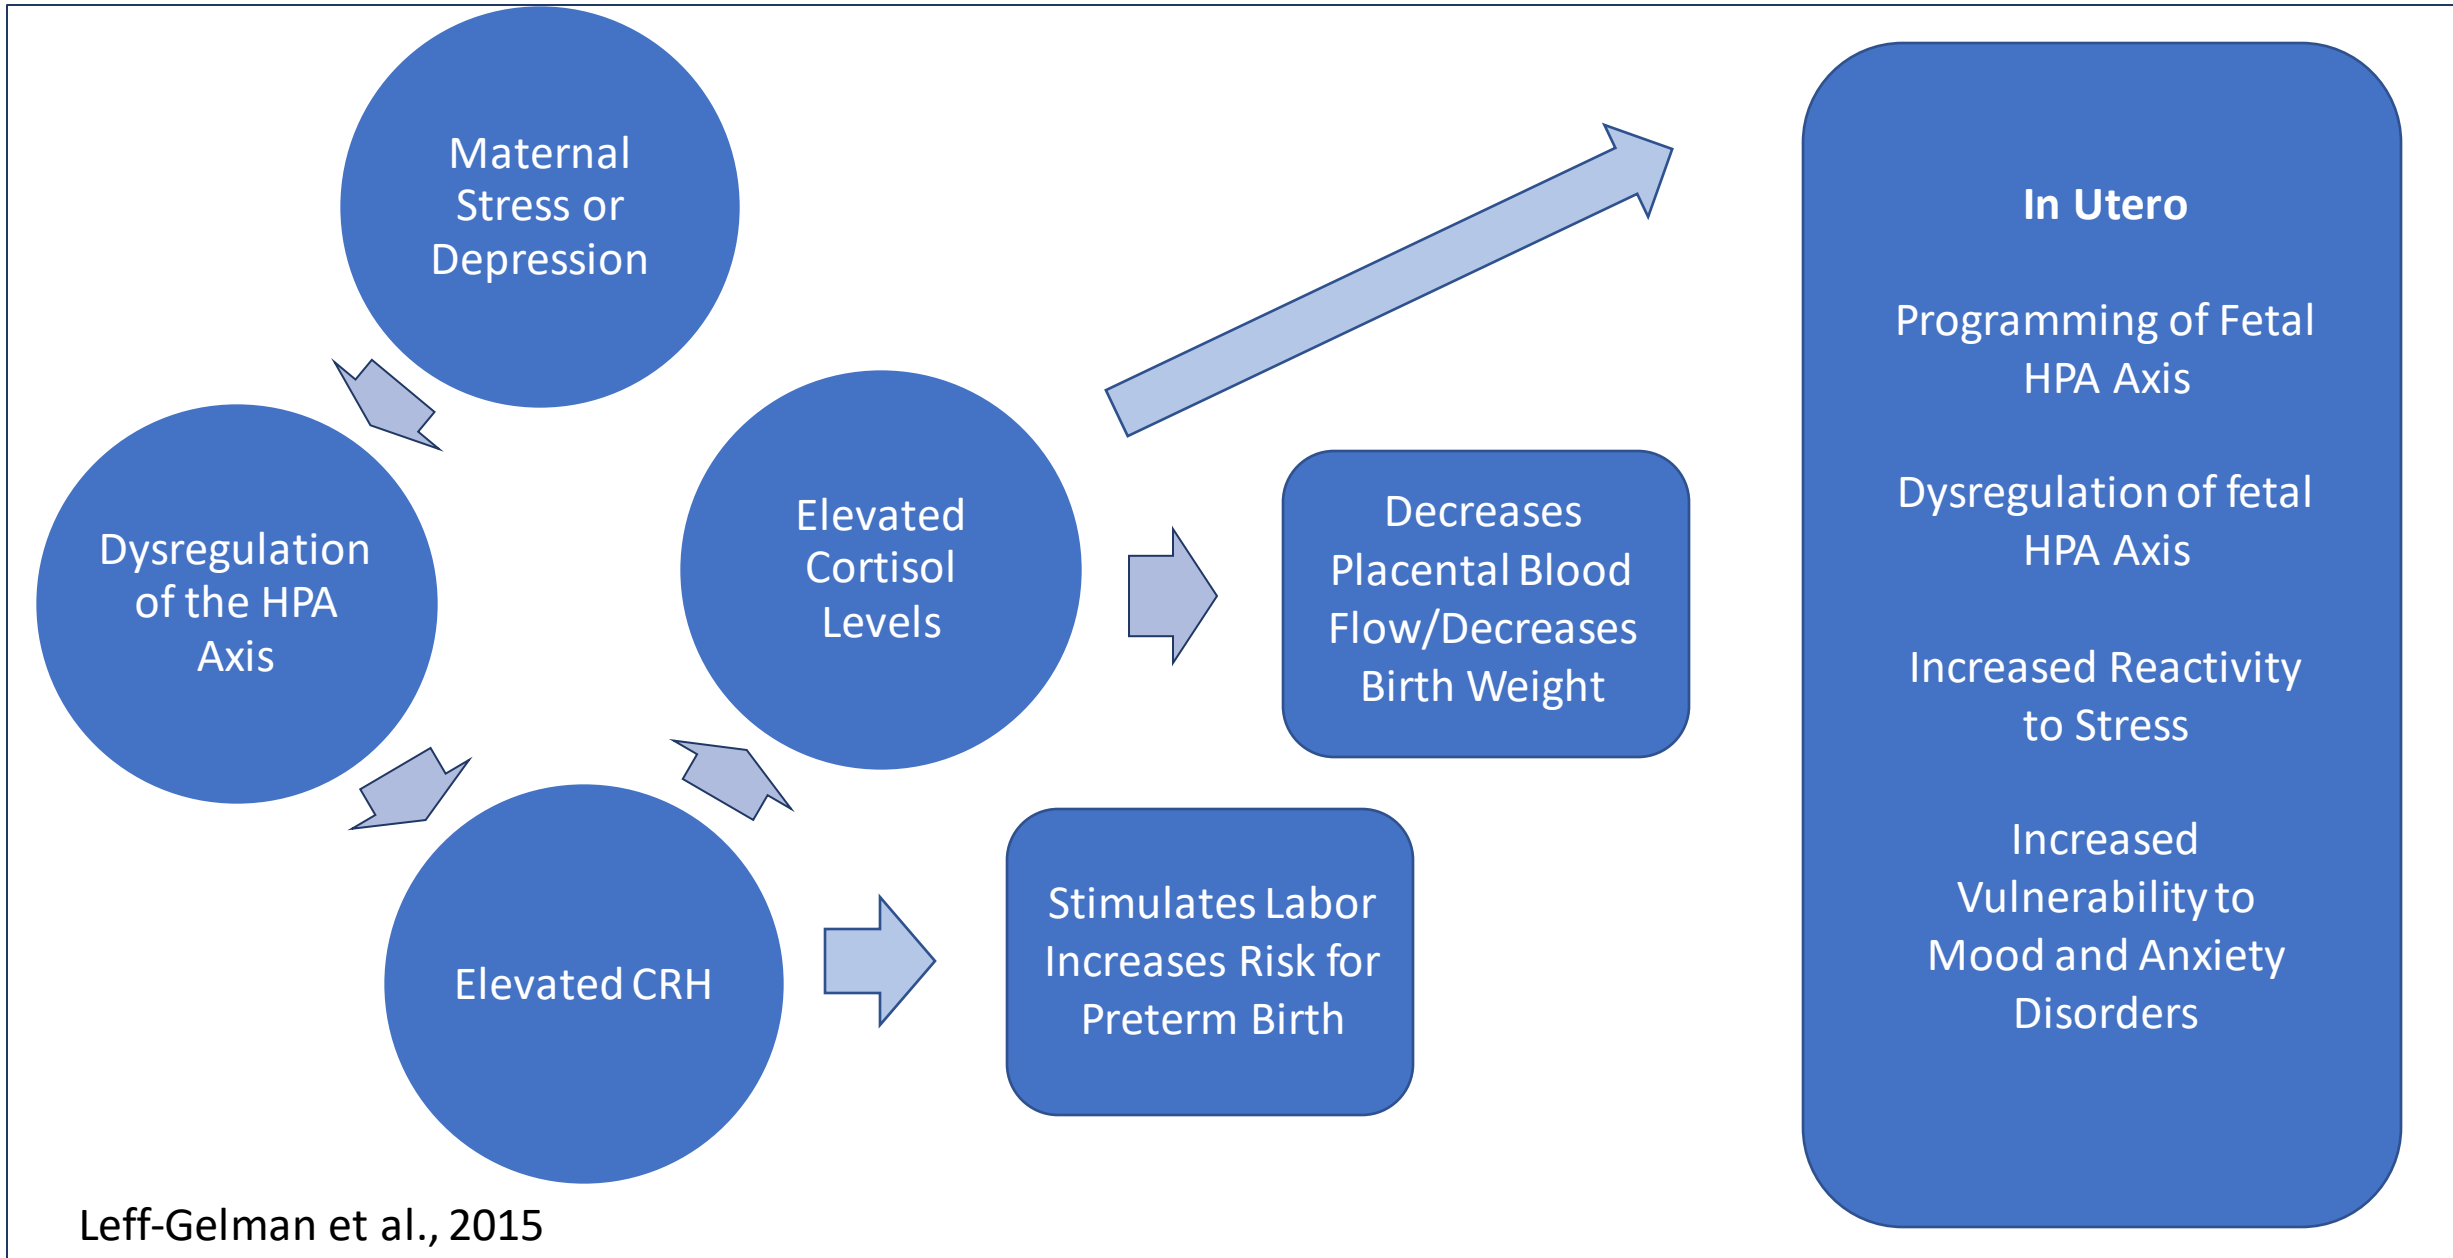 Maternal
Stress or
Depression
Dysregulation
of the HPA
Axis
Elevated CRH
Elevated
Cortisol
Levels
Stimulates Labor
Increases Risk for
Preterm Birth
Decreases
Placental Blood
Flow/Decreases
Birth Weight
In Utero
Programming of Fetal
HPA Axis
Dysregulation of fetal
HPA Axis
Increased Reactivity
to Stress
Increased
Vulnerability to
Mood and Anxiety
Disorders
Leff-Gelman et al., 2015